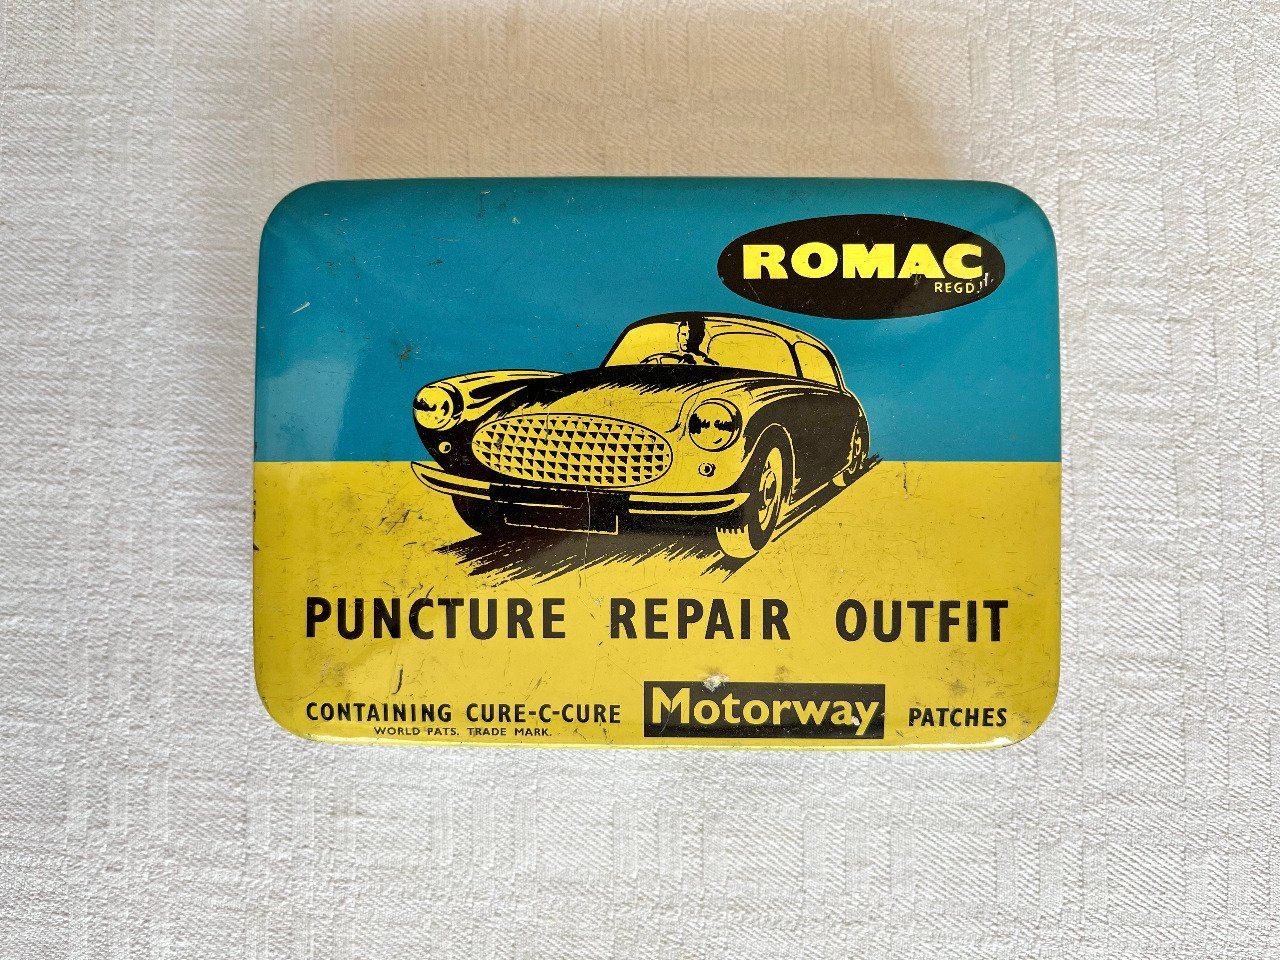 ROMAC
REGD.
PUNCTURE REPAIR OUTFIT
CONTAINING CURE-C-CURE Motorway PATCHES
WORLD PATS. TRADE MARK.